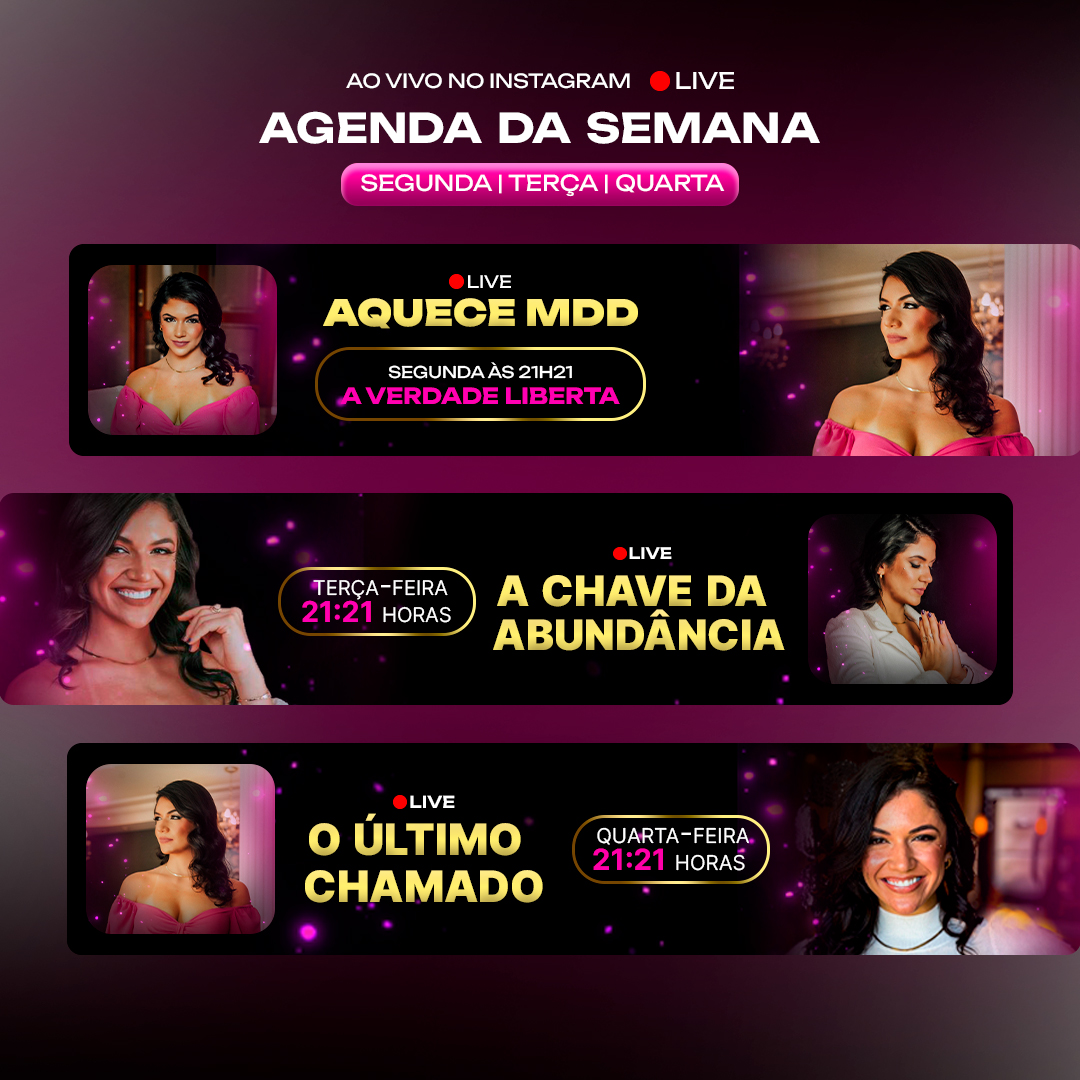 AO VIVO NO INSTAGRAM LIVE
AGENDA DA SEMANA
SEGUNDA | TERÇA | QUARTA
LIVE
AQUECE MDD
SEGUNDA ÀS 21H21
A VERDADE LIBERTA
TERÇA-FEIRA
21:21 HORAS
LIVE
A CHAVE DA
ABUNDÂNCIA
LIVE
O ÚLTIMO
CHAMADO
QUARTA-FEIRA
21:21 HORAS